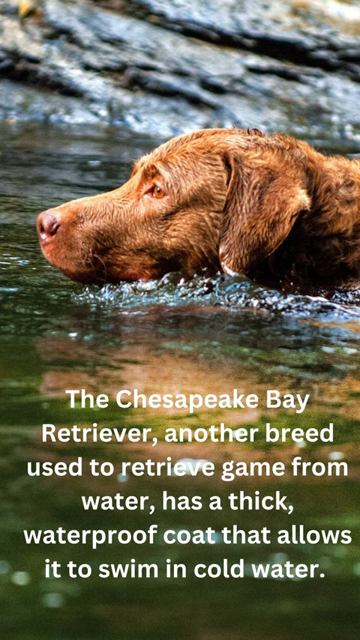 The Chesapeake Bay
Retriever, another breed
used to retrieve game from
water, has a thick,
waterproof coat that allows
it to swim in cold water.